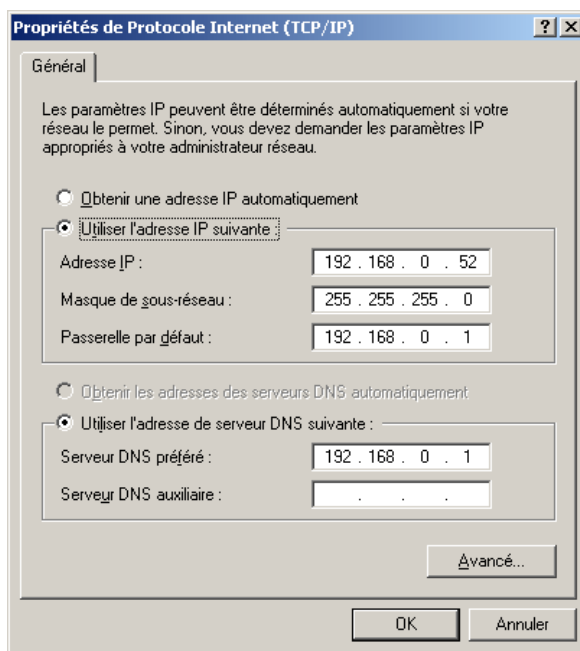 Propriétés de Protocole Internet (TCP/IP)
Général
Les paramètres IP peuvent être déterminés automatiquement si votre
réseau le permet. Sinon, vous devez demander les paramètres IP
appropriés à votre administrateur réseau.
Obtenir une adresse IP automatiquement
Utiliser l'adresse IP suivante :
Adresse IP : 192 . 168 . 0 . 52
Masque de sous-réseau : 255 . 255 . 255 . 0
Passerelle par défaut : 192 . 168 . 0 . 1
Obtenir les adresses des serveurs DNS automatiquement
Utiliser l'adresse de serveur DNS suivante :
Serveur DNS préféré : 192 . 168 . 0 . 1
Serveur DNS auxiliaire : . . .
Avancé...
OK Annuler